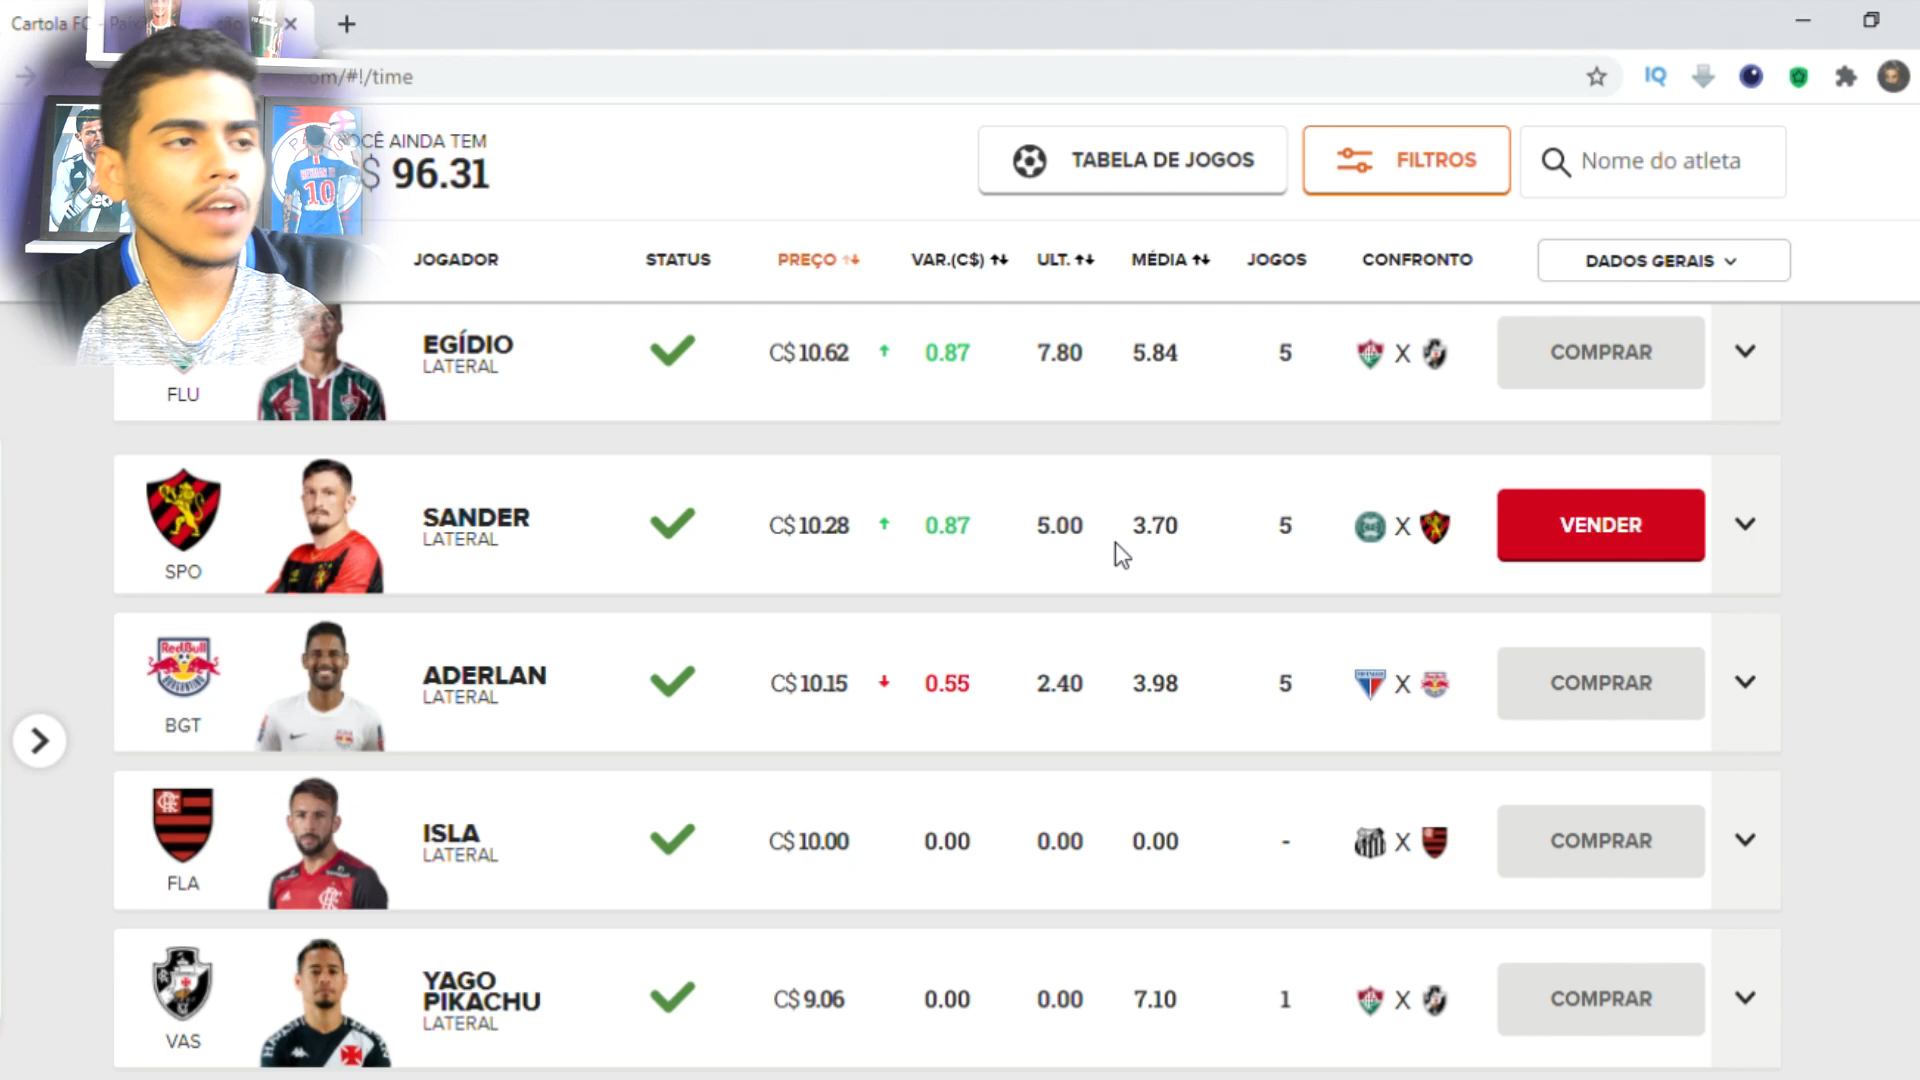 Cartola FC
om/#!/time
IQ
VOCÊ AINDA TEM
$ 96.31
TABELA DE JOGOS
FILTROS
Nome do atleta
JOGADOR STATUS PREÇO VAR.(C$) ULT. MÉDIA JOGOS CONFRONTO DADOS GERAIS
EGÍDIO
LATERAL
FLU
C$ 10.62 0.87 7.80 5.84 5 X COMPRAR
SANDER
LATERAL
SPO
C$ 10.28 0.87 5.00 3.70 5 X VENDER
RedBull
ADERLAN
LATERAL
BGT
C$ 10.15 0.55 2.40 3.98 5 X COMPRAR
ISLA
LATERAL
FLA
C$ 10.00 0.00 0.00 0.00 - X COMPRAR
YAGO
PIKACHU
LATERAL
VAS
C$ 9.06 0.00 0.00 7.10 1 X COMPRAR
10